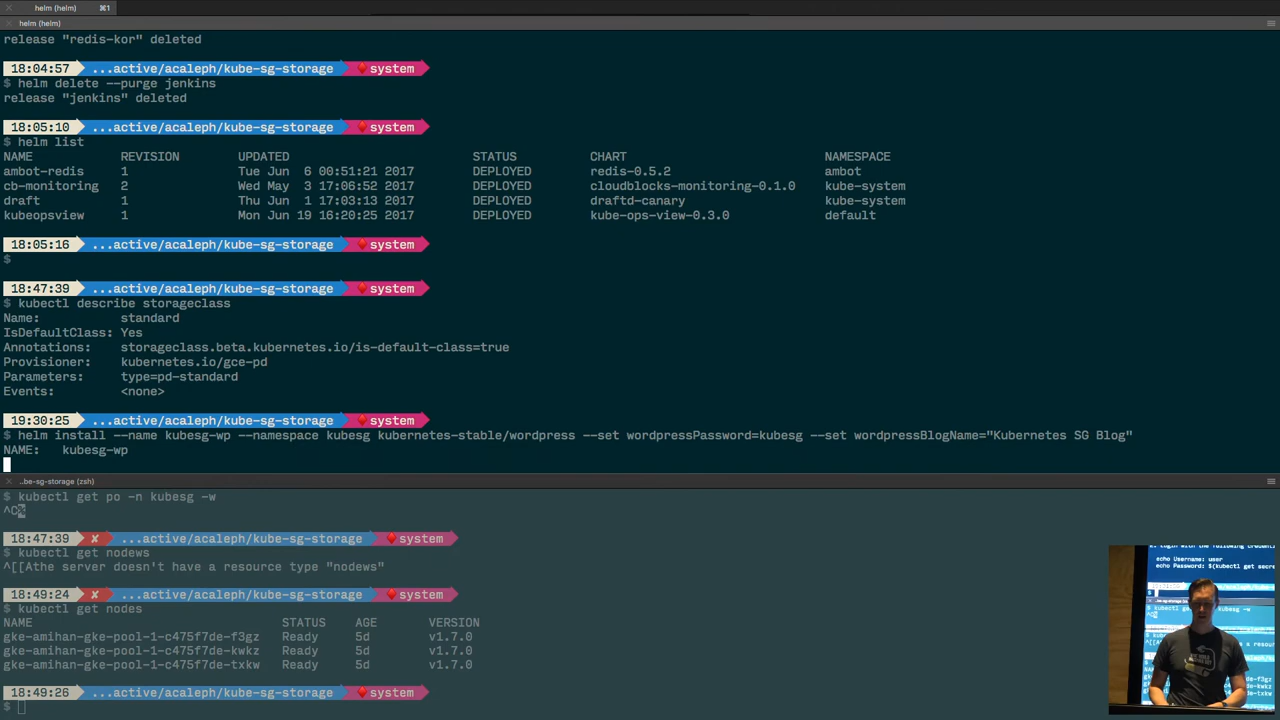 helm (helm) ⌘1
helm (helm)
release "redis-kor" deleted
18:04:57 ...active/acaleph/kube-sg-storage system
$ helm delete --purge jenkins
release "jenkins" deleted
18:05:10 ...active/acaleph/kube-sg-storage system
$ helm list
NAME REVISION UPDATED STATUS CHART NAMESPACE
ambot-redis 1 Tue Jun 6 00:51:21 2017 DEPLOYED redis-0.5.2 ambot
cb-monitoring 2 Wed May 3 17:06:52 2017 DEPLOYED cloudblocks-monitoring-0.1.0 kube-system
draft 1 Thu Jun 1 17:03:13 2017 DEPLOYED draftd-canary kube-system
kubeopsview 1 Mon Jun 19 16:20:25 2017 DEPLOYED kube-ops-view-0.3.0 default
18:05:16 ...active/acaleph/kube-sg-storage system
$
18:47:39 ...active/acaleph/kube-sg-storage system
$ kubectl describe storageclass
Name: standard
IsDefaultClass: Yes
Annotations: storageclass.beta.kubernetes.io/is-default-class=true
Provisioner: kubernetes.io/gce-pd
Parameters: type=pd-standard
Events: <none>
19:30:25 ...active/acaleph/kube-sg-storage system
$ helm install --name kubesg-wp --namespace kubesg kubernetes-stable/wordpress --set wordpressPassword=kubesg --set wordpressBlogName="Kubernetes SG Blog"
NAME: kubesg-wp
..be-sg-storage (zsh)
$ kubectl get po -n kubesg -w
^C%
18:47:39 ✘ ...active/acaleph/kube-sg-storage system
$ kubectl get nodews
^[[Athe server doesn't have a resource type "nodews"
18:49:24 ✘ ...active/acaleph/kube-sg-storage system
$ kubectl get nodes
NAME STATUS AGE VERSION
gke-amihan-gke-pool-1-c475f7de-f3gz Ready 5d v1.7.0
gke-amihan-gke-pool-1-c475f7de-kwkz Ready 5d v1.7.0
gke-amihan-gke-pool-1-c475f7de-txkw Ready 5d v1.7.0
18:49:26 ...active/acaleph/kube-sg-storage system
$